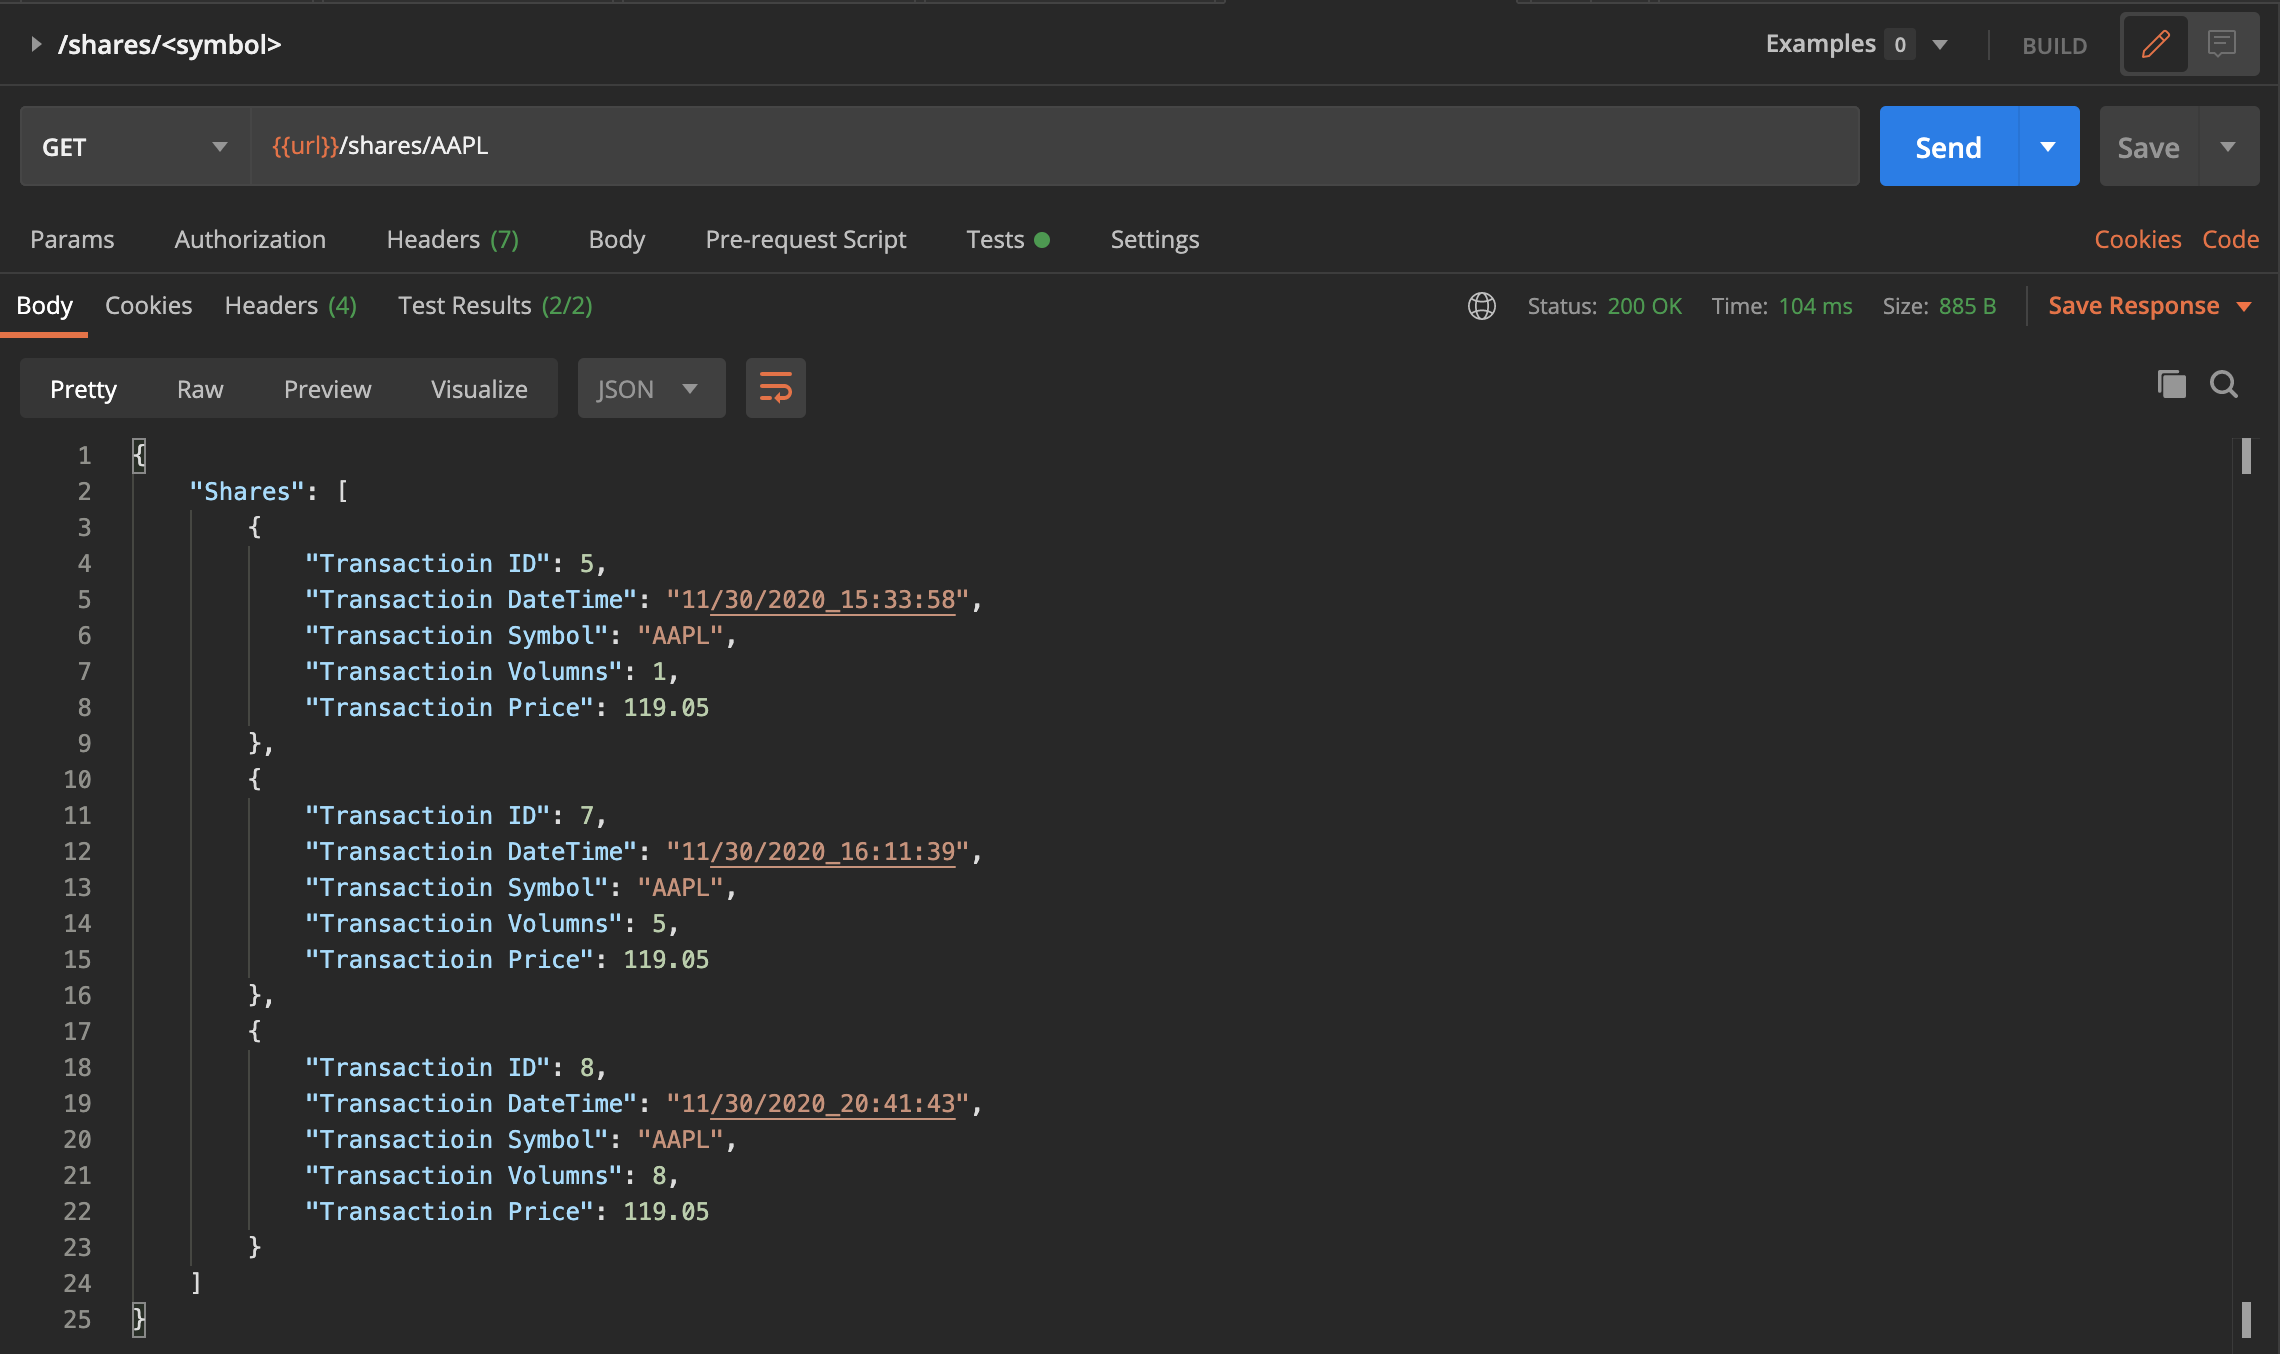 /shares/<symbol> Examples 0 BUILD
GET {{url}}/shares/AAPL Send Save
Params Authorization Headers (7) Body Pre-request Script Tests Settings Cookies Code
Body Cookies Headers (4) Test Results (2/2) Status: 200 OK Time: 104 ms Size: 885 B Save Response
Pretty Raw Preview Visualize JSON
1 {
2 "Shares": [
3 {
4 "Transactioin ID": 5,
5 "Transactioin DateTime": "11/30/2020_15:33:58",
6 "Transactioin Symbol": "AAPL",
7 "Transactioin Volumns": 1,
8 "Transactioin Price": 119.05
9 },
10 {
11 "Transactioin ID": 7,
12 "Transactioin DateTime": "11/30/2020_16:11:39",
13 "Transactioin Symbol": "AAPL",
14 "Transactioin Volumns": 5,
15 "Transactioin Price": 119.05
16 },
17 {
18 "Transactioin ID": 8,
19 "Transactioin DateTime": "11/30/2020_20:41:43",
20 "Transactioin Symbol": "AAPL",
21 "Transactioin Volumns": 8,
22 "Transactioin Price": 119.05
23 }
24 ]
25 }